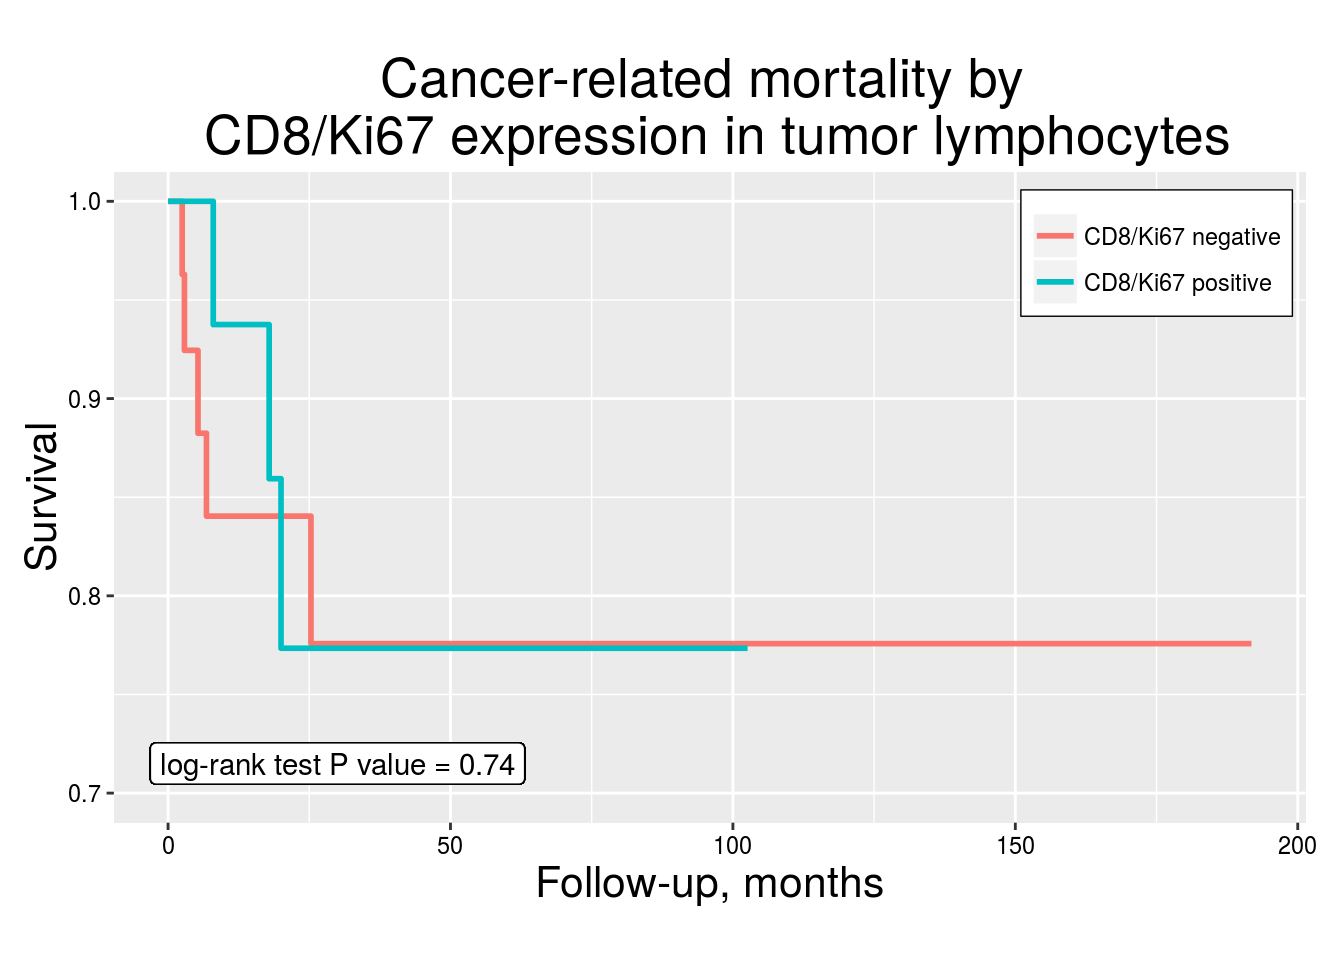 Cancer-related mortality by
CD8/Ki67 expression in tumor lymphocytes
1.0
0.9
0.8
0.7
Survival
CD8/Ki67 negative
CD8/Ki67 positive
log-rank test P value = 0.74
0 50 100 150 200
Follow-up, months